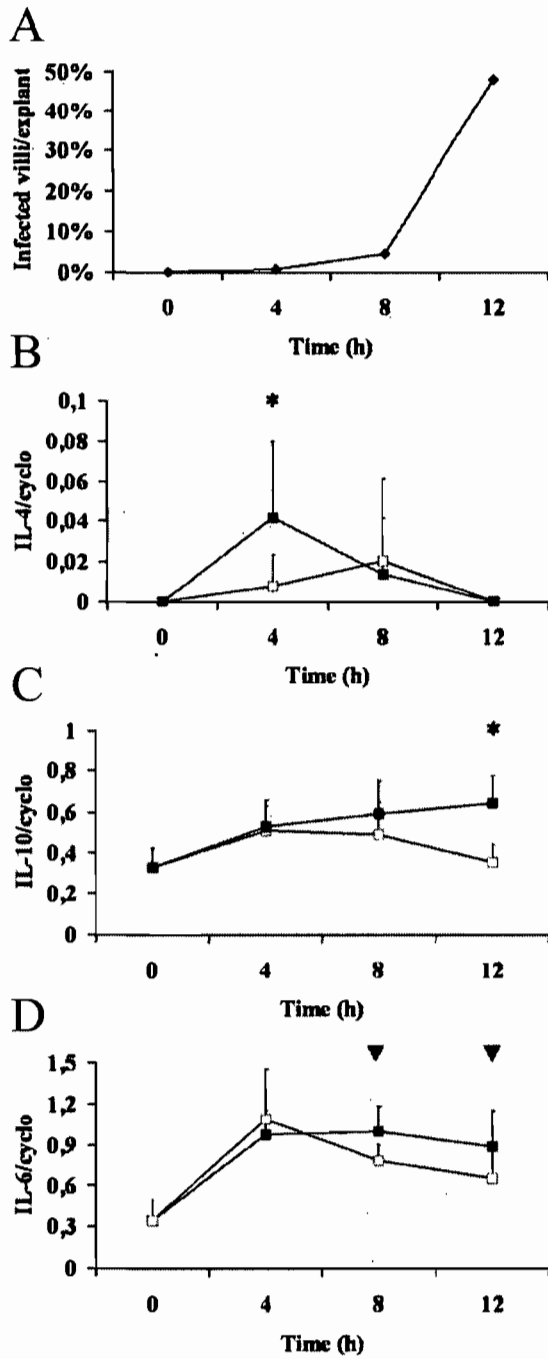 A
Infected villi/explant
50%
40%
30%
20%
10%
0%
0 4 8 12
Time (h)
B
IL-4/cyclo
0,1
0,08
0,06
0,04
0,02
0
*
0 4 8 12
Time (h)
C
IL-10/cyclo
1
0,8
0,6
0,4
0,2
0
*
0 4 8 12
Time (h)
D
IL-6/cyclo
1,5
1,2
0,9
0,6
0,3
0
0 4 8 12
Time (h)